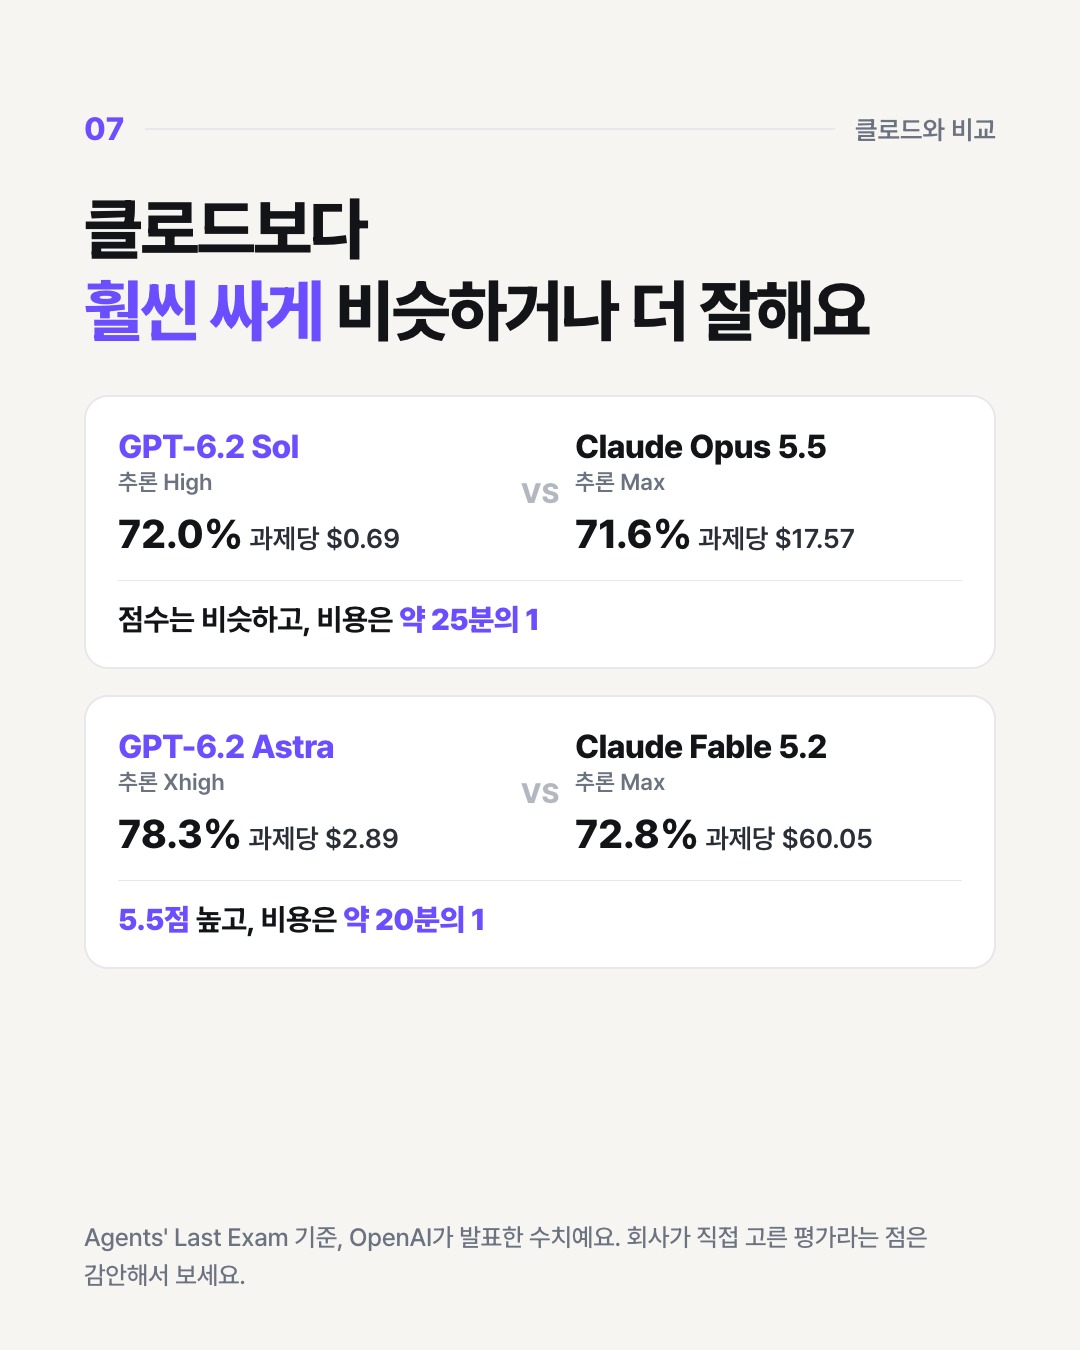 07
클로드와 비교
클로드보다
훨씬 싸게 비슷하거나 더 잘해요
GPT-6.2 Sol
추론 High
72.0% 과제당 $0.69
VS
Claude Opus 5.5
추론 Max
71.6% 과제당 $17.57
점수는 비슷하고, 비용은 약 25분의 1
GPT-6.2 Astra
추론 Xhigh
78.3% 과제당 $2.89
VS
Claude Fable 5.2
추론 Max
72.8% 과제당 $60.05
5.5점 높고, 비용은 약 20분의 1
Agents' Last Exam 기준, OpenAI가 발표한 수치예요. 회사가 직접 고른 평가라는 점은
감안해서 보세요.